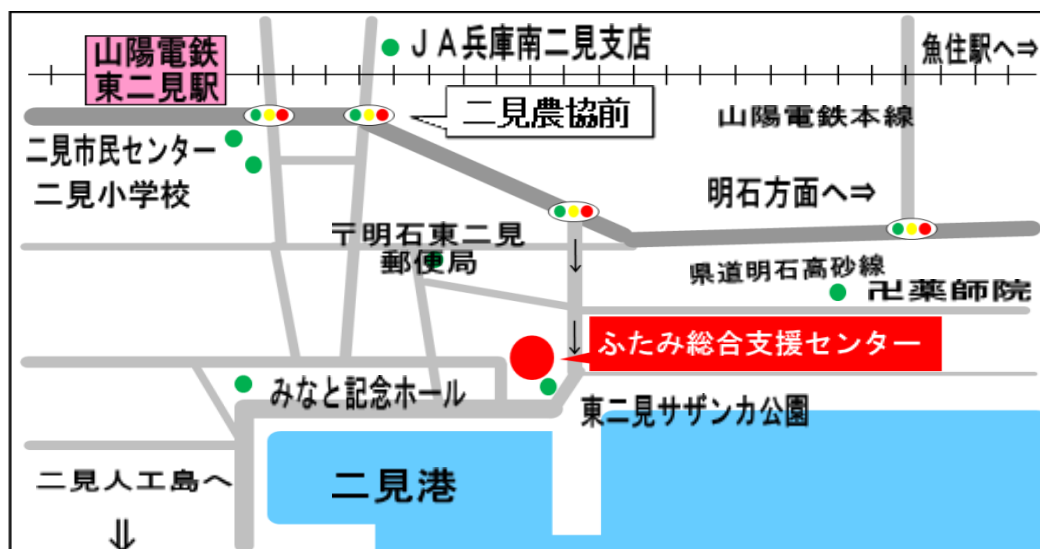 山陽電鉄
東二見駅
JA兵庫南二見支店
魚住駅へ⇒
二見農協前
山陽電鉄本線
二見市民センター
二見小学校
明石方面へ⇒
〒明石東二見
郵便局
県道明石高砂線
卍薬師院
ふたみ総合支援センター
みなと記念ホール
東二見サザンカ公園
二見人工島へ
⇓
二見港